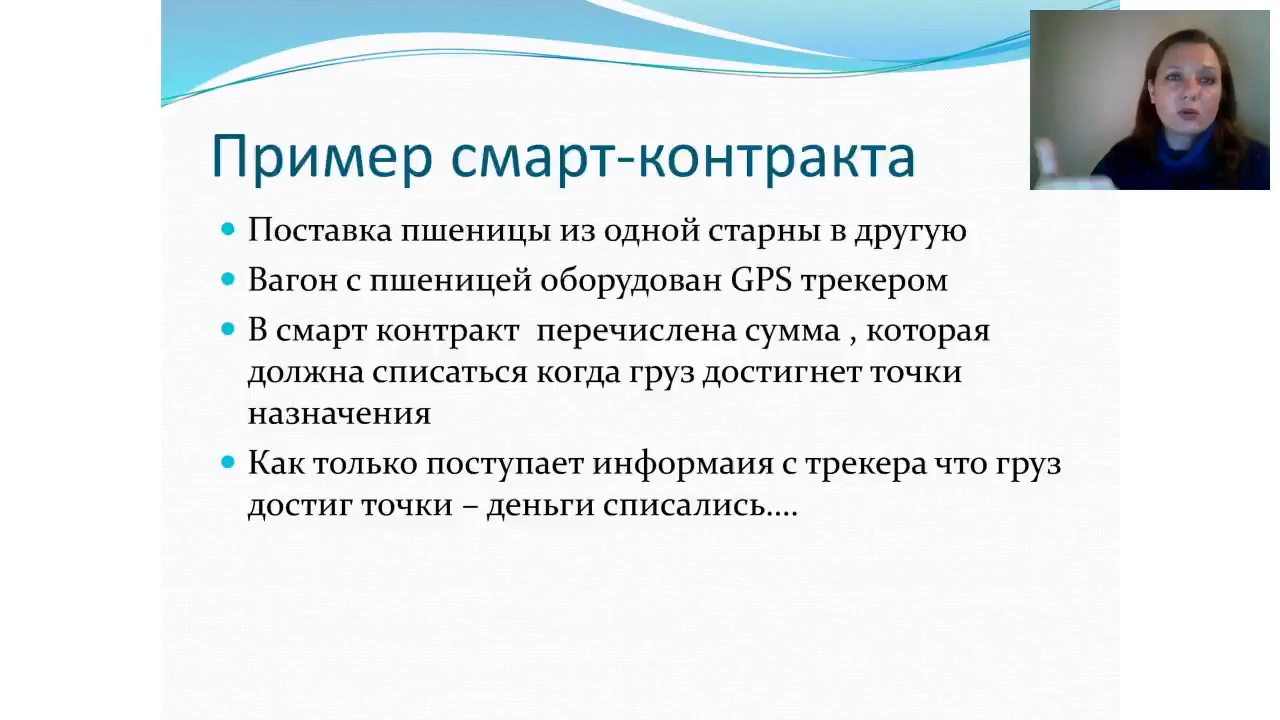 Пример смарт-контракта
Поставка пшеницы из одной старны в другую
Вагон с пшеницей оборудован GPS трекером
В смарт контракт перечислена сумма , которая
должна списаться когда груз достигнет точки
назначения
Как только поступает информаия с трекера что груз
достиг точки – деньги списались....